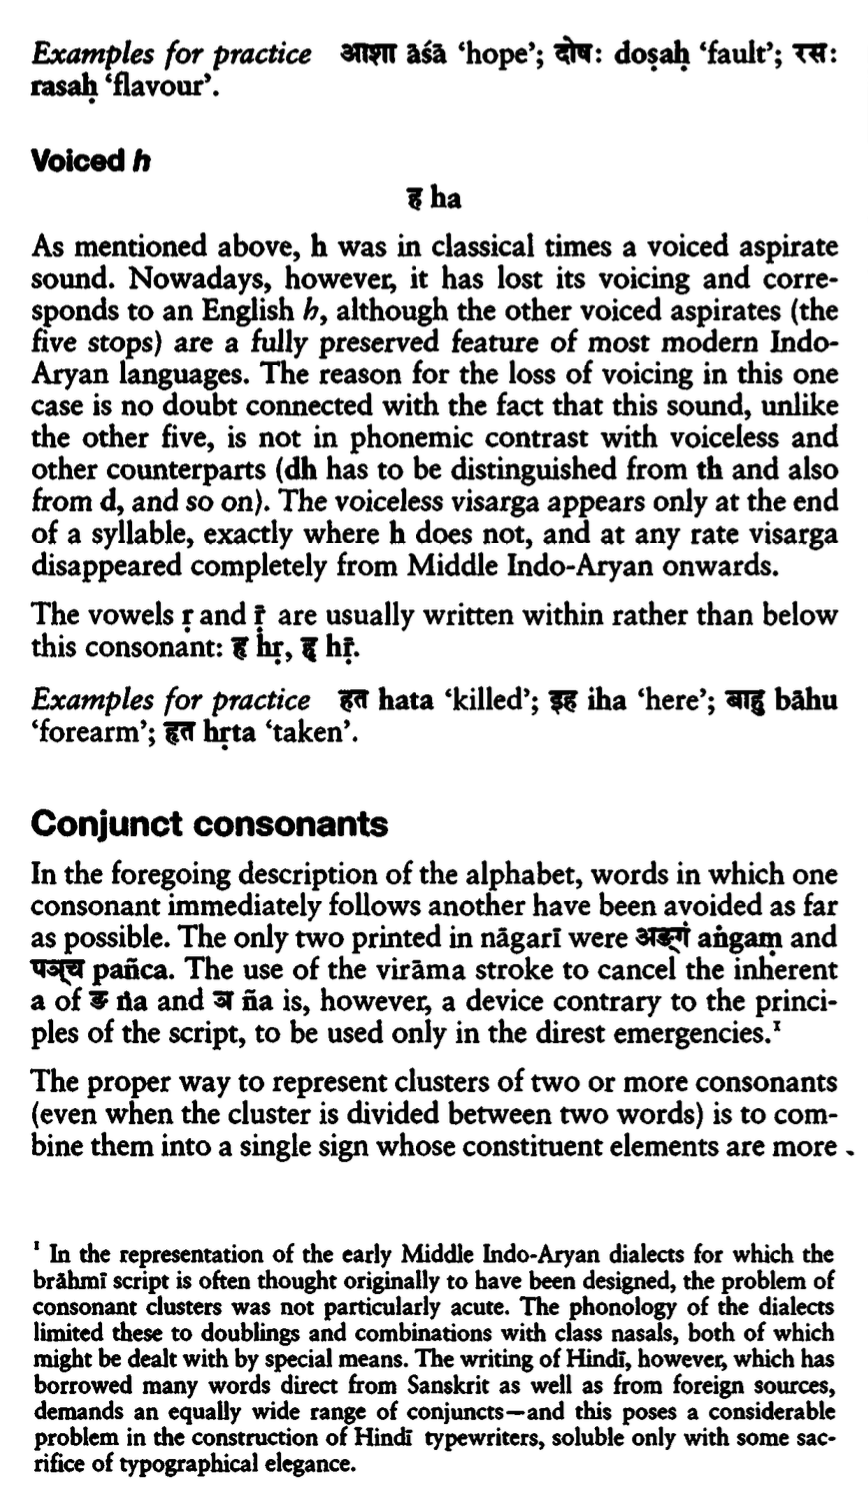 Examples for practice आशा āśā ‘hope’; दोषः doṣaḥ ‘fault’; रसः
rasaḥ ‘flavour’.
Voiced h
ह ha
As mentioned above, h was in classical times a voiced aspirate
sound. Nowadays, however, it has lost its voicing and corre-
sponds to an English h, although the other voiced aspirates (the
five stops) are a fully preserved feature of most modern Indo-
Aryan languages. The reason for the loss of voicing in this one
case is no doubt connected with the fact that this sound, unlike
the other five, is not in phonemic contrast with voiceless and
other counterparts (dh has to be distinguished from th and also
from d, and so on). The voiceless visarga appears only at the end
of a syllable, exactly where h does not, and at any rate visarga
disappeared completely from Middle Indo-Aryan onwards.
The vowels ṛ and ṝ are usually written within rather than below
this consonant: हृ hṛ, हॄ hṝ.
Examples for practice हत hata ‘killed’; इह iha ‘here’; बाहु bāhu
‘forearm’; हृत hṛta ‘taken’.
Conjunct consonants
In the foregoing description of the alphabet, words in which one
consonant immediately follows another have been avoided as far
as possible. The only two printed in nāgarī were अङ्‌गं aṅgaṃ and
पञ्‌च pañca. The use of the virāma stroke to cancel the inherent
a of ङ ṅa and ञ ña is, however, a device contrary to the princi-
ples of the script, to be used only in the direst emergencies.¹
The proper way to represent clusters of two or more consonants
(even when the cluster is divided between two words) is to com-
bine them into a single sign whose constituent elements are more
¹ In the representation of the early Middle Indo-Aryan dialects for which the
brāhmī script is often thought originally to have been designed, the problem of
consonant clusters was not particularly acute. The phonology of the dialects
limited these to doublings and combinations with class nasals, both of which
might be dealt with by special means. The writing of Hindī, however, which has
borrowed many words direct from Sanskrit as well as from foreign sources,
demands an equally wide range of conjuncts—and this poses a considerable
problem in the construction of Hindī typewriters, soluble only with some sac-
rifice of typographical elegance.